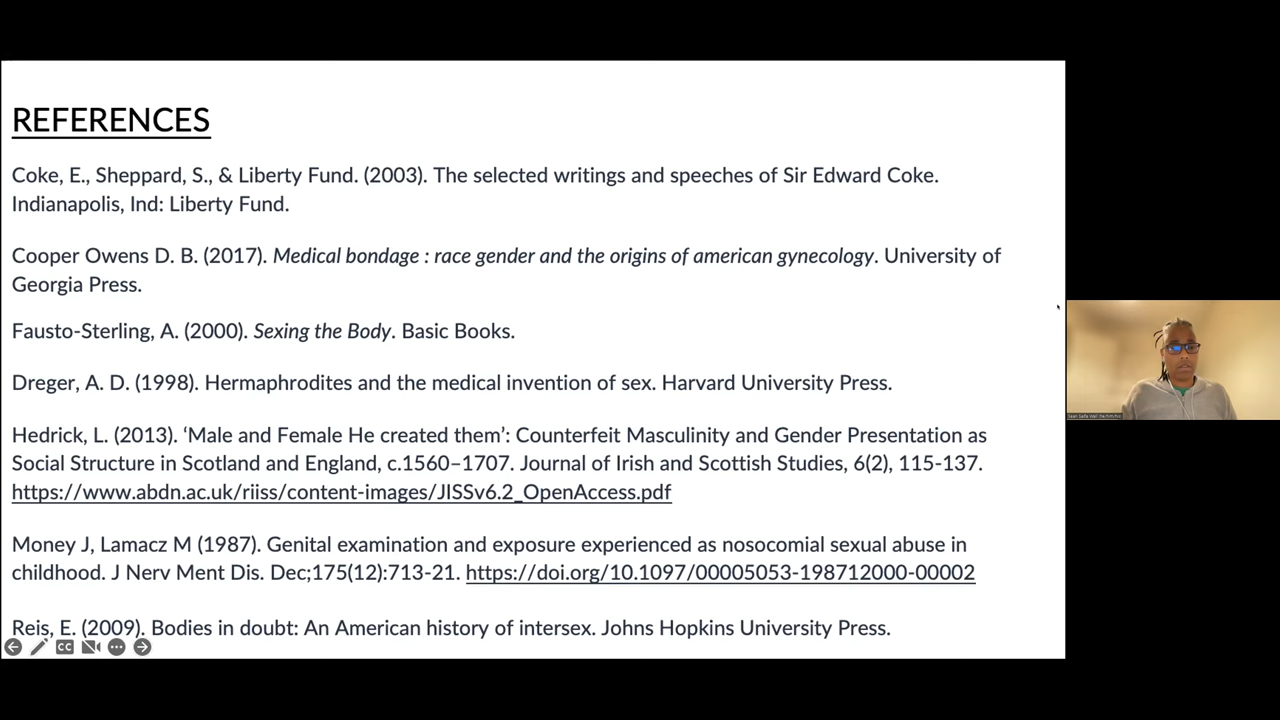 REFERENCES
Coke, E., Sheppard, S., & Liberty Fund. (2003). The selected writings and speeches of Sir Edward Coke.
Indianapolis, Ind: Liberty Fund.
Cooper Owens D. B. (2017). Medical bondage : race gender and the origins of american gynecology. University of
Georgia Press.
Fausto-Sterling, A. (2000). Sexing the Body. Basic Books.
Dreger, A. D. (1998). Hermaphrodites and the medical invention of sex. Harvard University Press.
Hedrick, L. (2013). ‘Male and Female He created them’: Counterfeit Masculinity and Gender Presentation as
Social Structure in Scotland and England, c.1560–1707. Journal of Irish and Scottish Studies, 6(2), 115-137.
https://www.abdn.ac.uk/riiss/content-images/JISSv6.2_OpenAccess.pdf
Money J, Lamacz M (1987). Genital examination and exposure experienced as nosocomial sexual abuse in
childhood. J Nerv Ment Dis. Dec;175(12):713-21. https://doi.org/10.1097/00005053-198712000-00002
Reis, E. (2009). Bodies in doubt: An American history of intersex. Johns Hopkins University Press.
CC